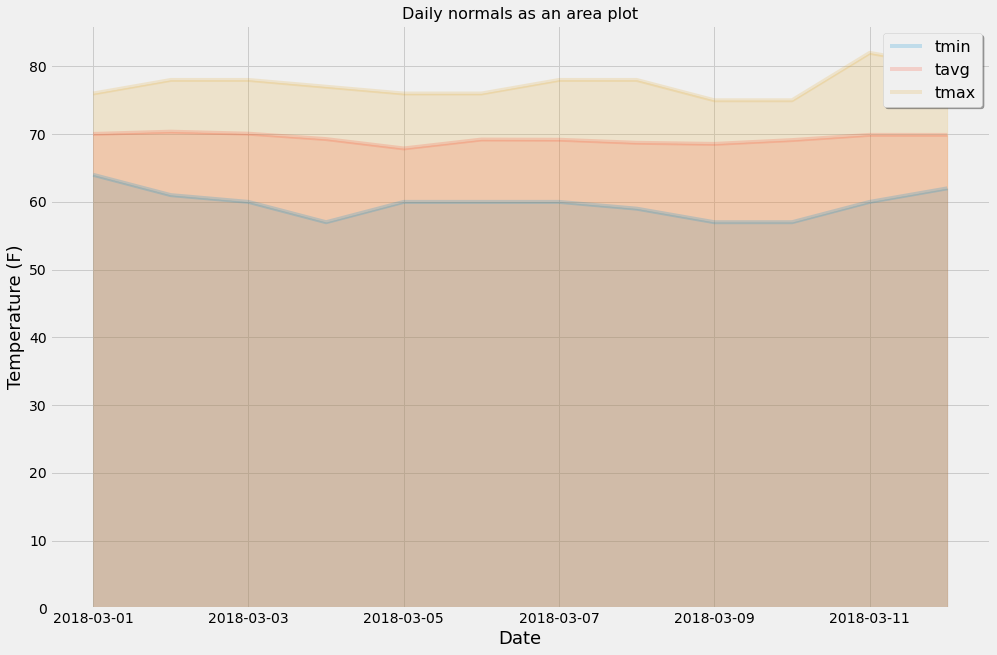 Daily normals as an area plot
tmin
tavg
tmax
Temperature (F)
80
70
60
50
40
30
20
10
0
2018-03-01 2018-03-03 2018-03-05 2018-03-07 2018-03-09 2018-03-11
Date